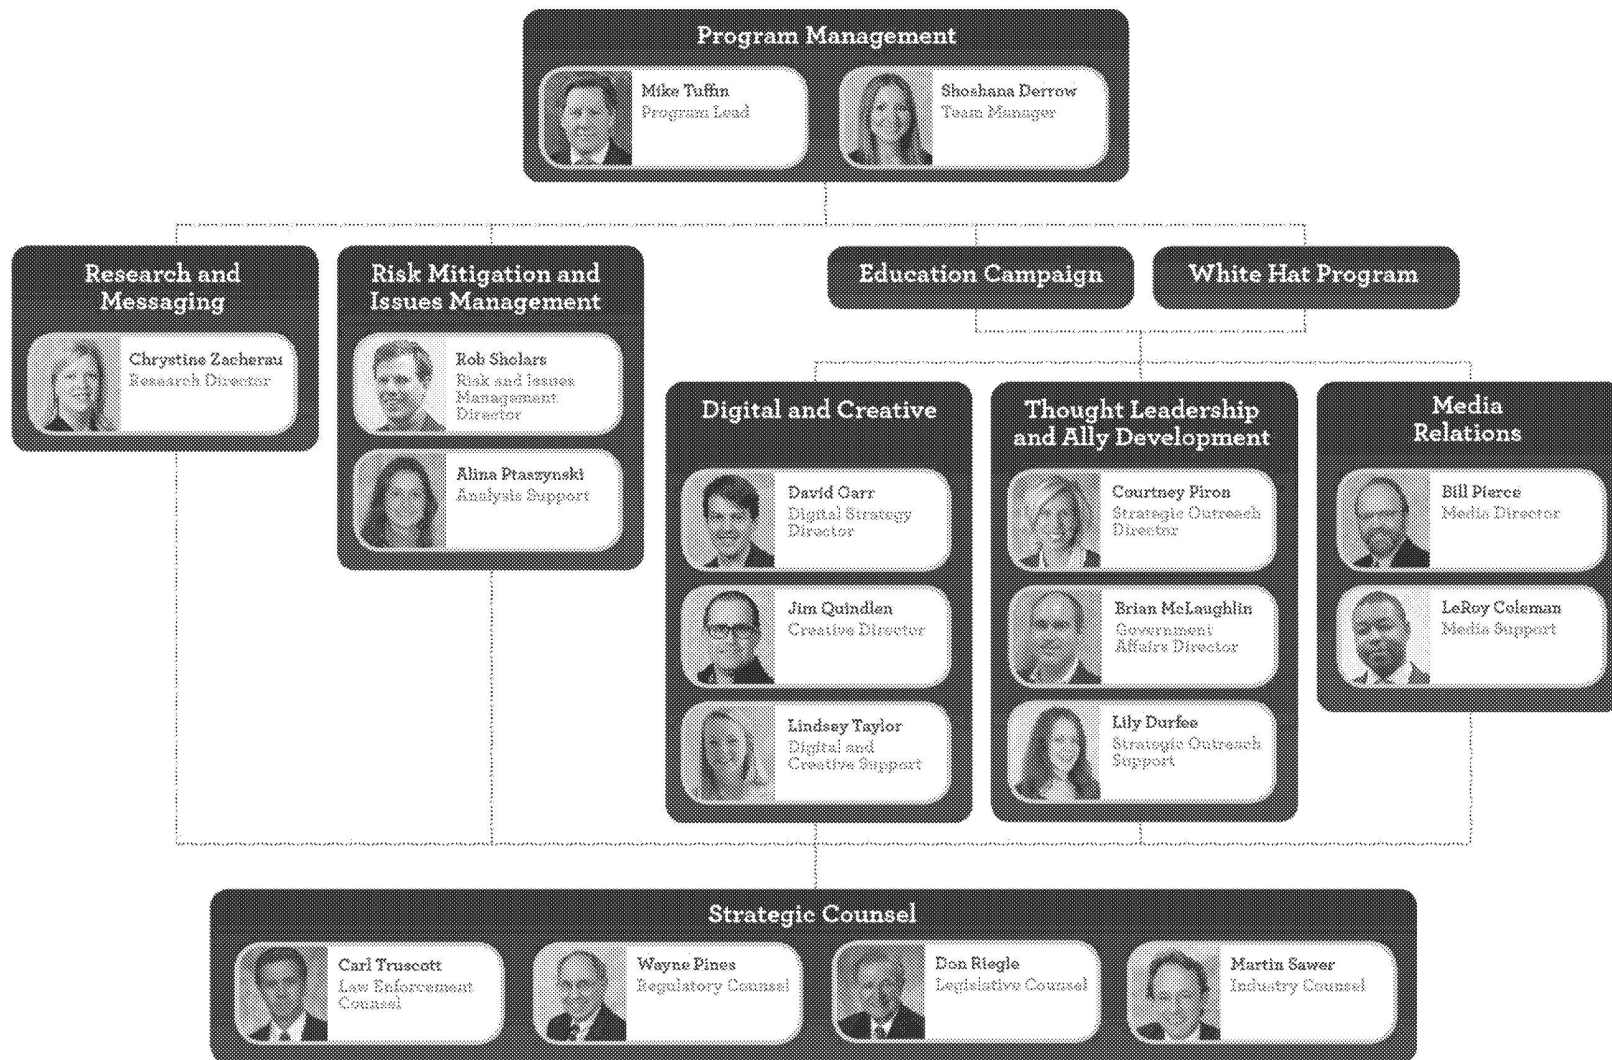 Program Management
Mike Tuffin
Program Lead
Shoshana Derrow
Team Manager
Research and
Messaging
Chrystine Zacherau
Research Director
Risk Mitigation and
Issues Management
Rob Sholars
Risk and Issues
Management
Director
Alina Ptaszynski
Analysis Support
Education Campaign
White Hat Program
Digital and Creative
David Carr
Digital Strategy
Director
Jim Quindlen
Creative Director
Lindsey Taylor
Digital and
Creative Support
Thought Leadership
and Ally Development
Courtney Piron
Strategic Outreach
Director
Brian McLaughlin
Government
Affairs Director
Lily Durfee
Strategic Outreach
Support
Media
Relations
Bill Pierce
Media Director
LeRoy Coleman
Media Support
Strategic Counsel
Carl Truscott
Law Enforcement
Counsel
Wayne Pines
Regulatory Counsel
Don Riegle
Legislative Counsel
Martin Sawer
Industry Counsel